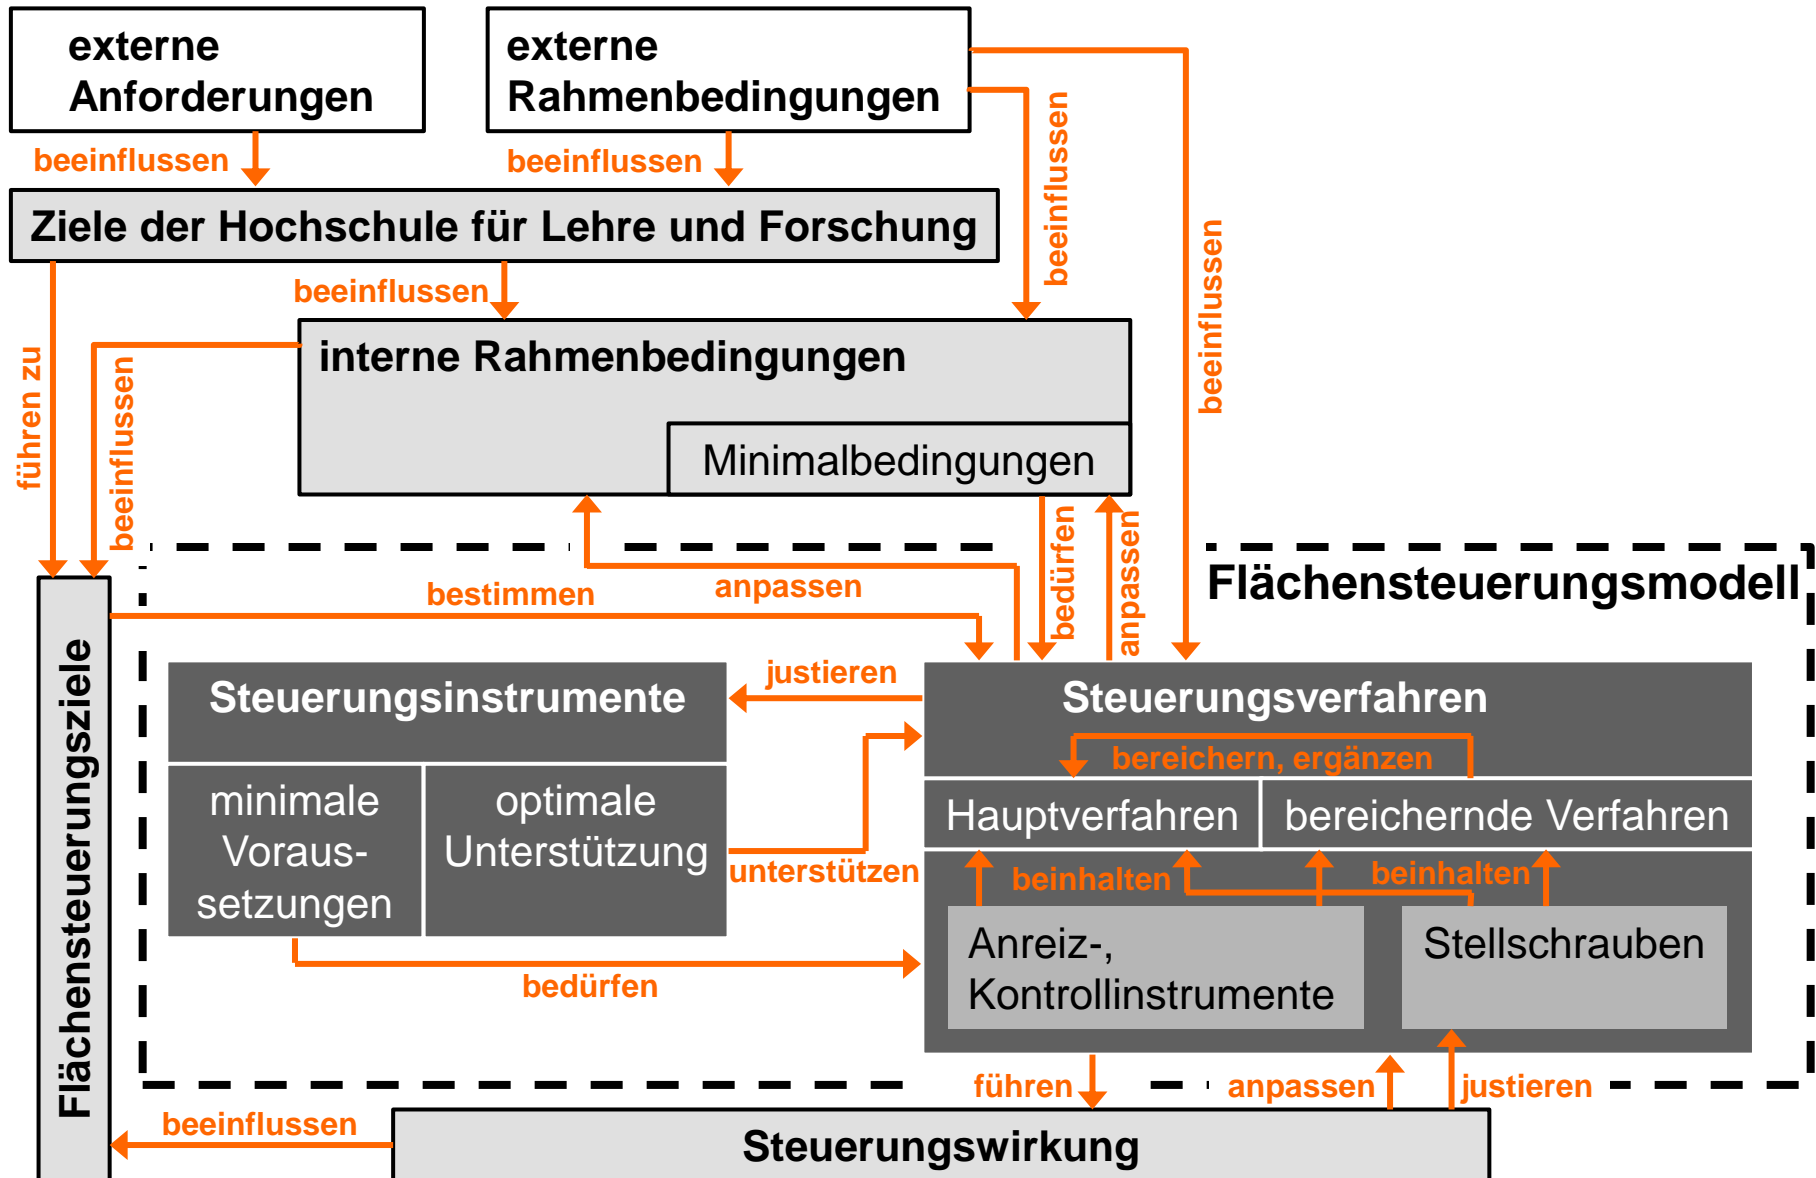 externe
Anforderungen
externe
Rahmenbedingungen
beeinflussen
beeinflussen
beeinflussen
beeinflussen
Ziele der Hochschule für Lehre und Forschung
beeinflussen
führen zu
beeinflussen
interne Rahmenbedingungen
Minimalbedingungen
bedürfen
anpassen
anpassen
bestimmen
Flächensteuerungsmodell
Flächensteuerungsziele
Steuerungsinstrumente
justieren
Steuerungsverfahren
bereichern, ergänzen
minimale
Voraus-
setzungen
optimale
Unterstützung
unterstützen
Hauptverfahren
bereichernde Verfahren
beinhalten
beinhalten
Anreiz-,
Kontrollinstrumente
Stellschrauben
bedürfen
führen
anpassen
justieren
beeinflussen
Steuerungswirkung